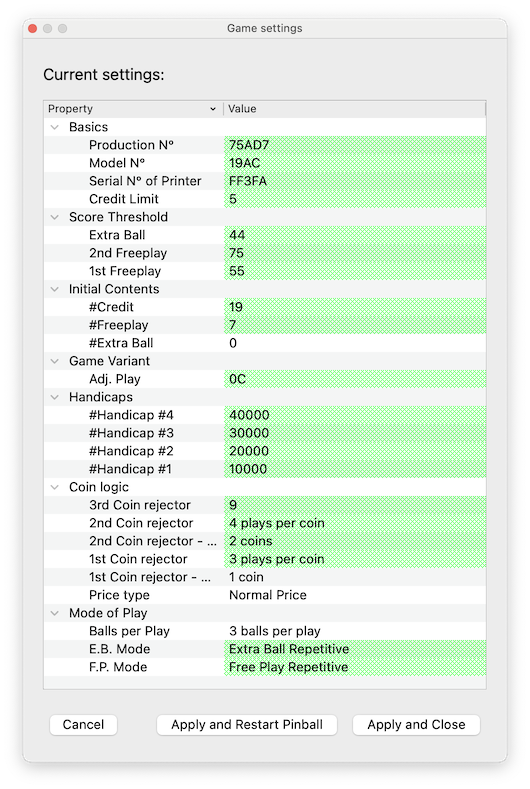 Game settings
Current settings:
Property Value
Basics
Production N° 75AD7
Model N° 19AC
Serial N° of Printer FF3FA
Credit Limit 5
Score Threshold
Extra Ball 44
2nd Freeplay 75
1st Freeplay 55
Initial Contents
#Credit 19
#Freeplay 7
#Extra Ball 0
Game Variant
Adj. Play 0C
Handicaps
#Handicap #4 40000
#Handicap #3 30000
#Handicap #2 20000
#Handicap #1 10000
Coin logic
3rd Coin rejector 9
2nd Coin rejector 4 plays per coin
2nd Coin rejector - ... 2 coins
1st Coin rejector 3 plays per coin
1st Coin rejector - ... 1 coin
Price type Normal Price
Mode of Play
Balls per Play 3 balls per play
E.B. Mode Extra Ball Repetitive
F.P. Mode Free Play Repetitive
Cancel Apply and Restart Pinball Apply and Close